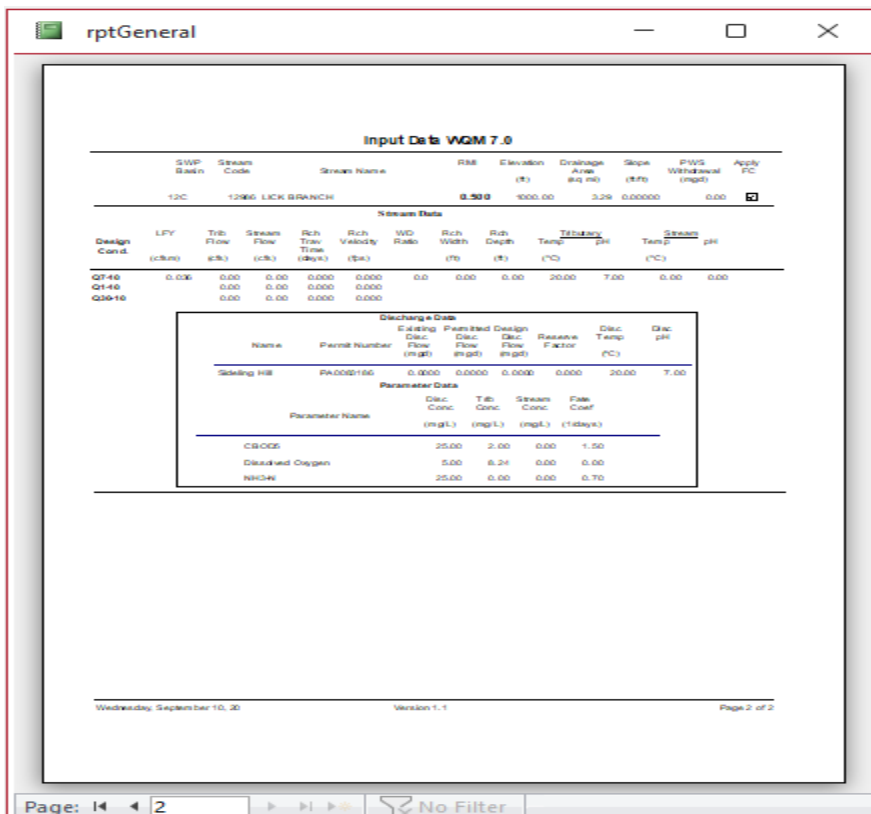 rptGeneral
Input Data WQM 7.0
SWP Basin Stream Code Stream Name RMI Elevation (ft) Drainage Area (sq mi) Slope (ft/ft) PWS Withdrawal (mgd) Apply FC
12C LICK BRANCH 0.500 1000.00 3.29 0.00000 0.00
Stream Data
Design Cond. LFY (cfsm) Trib Flow (cfs) Stream Flow (cfs) Rch Trav Time (days) Rch Velocity (fps) WD Ratio Rch Width (ft) Rch Depth (ft) Tributary Temp (°C) pH Stream Temp (°C) pH
Q7-10 0.036 0.00 0.00 0.000 0.000 0.0 0.00 0.00 20.00 7.00 0.00 0.00
Q1-10 0.00 0.00 0.000 0.000
Q30-10 0.00 0.00 0.000 0.000
Discharge Data
Name Permit Number Existing Disc Flow (mgd) Permitted Disc Flow (mgd) Design Disc Flow (mgd) Reserve Factor Disc Temp (°C) Disc pH
Sideling Hill 0.0000 0.0000 0.0000 0.000 20.00 7.00
Parameter Data
Parameter Name Disc Conc (mg/L) Trib Conc (mg/L) Stream Conc (mg/L) Fate Coef (1/days)
CBOD5 25.00 2.00 0.00 1.50
Dissolved Oxygen 5.00 8.24 0.00 0.00
NH3-N 25.00 0.00 0.00 0.70
Wednesday, September 10, 20 Version 1.1 Page 2 of 2
Page: 2 No Filter